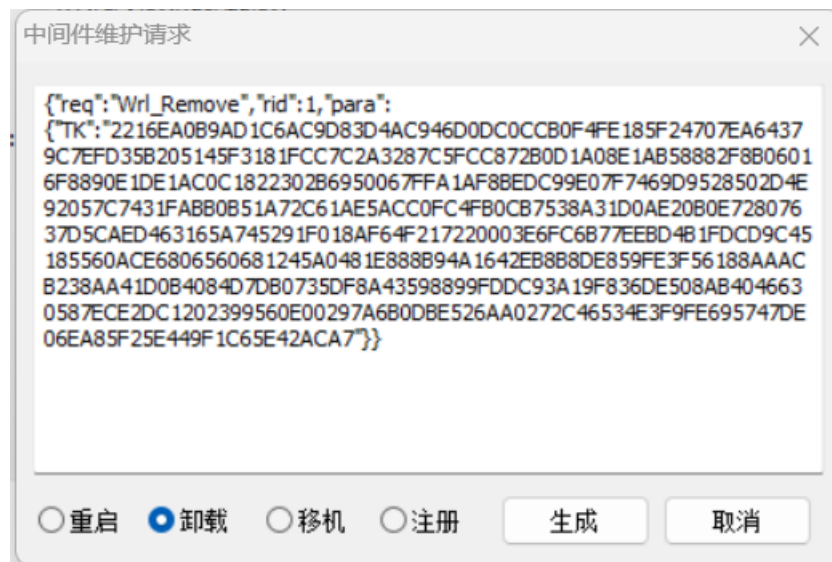 中间件维护请求
{"req":"Wrl_Remove","rid":1,"para":
{"TK":"2216EA0B9AD1C6AC9D83D4AC946D0DC0CCB0F4FE185F24707EA6437
9C7EFD35B205145F3181FCC7C2A3287C5FCC872B0D1A08E1AB58882F8B0601
6F8890E1DE1AC0C1822302B6950067FFA1AF8BEDC99E07F7469D9528502D4E
92057C7431FABB0B51A72C61AE5ACC0FC4FB0CB7538A31D0AE20B0E728076
37D5CAED463165A745291F018AF64F217220003E6FC6B77EEBD4B1FDCD9C45
185560ACE6806560681245A0481E888B94A1642EB8B8DE859FE3F56188AAAC
B238AA41D0B4084D7DB0735DF8A43598899FDDC93A19F836DE508AB404663
0587ECE2DC1202399560E00297A6B0DBE526AA0272C46534E3F9FE695747DE
06EA85F25E449F1C65E42ACA7"}}
重启 卸载 移机 注册 生成 取消